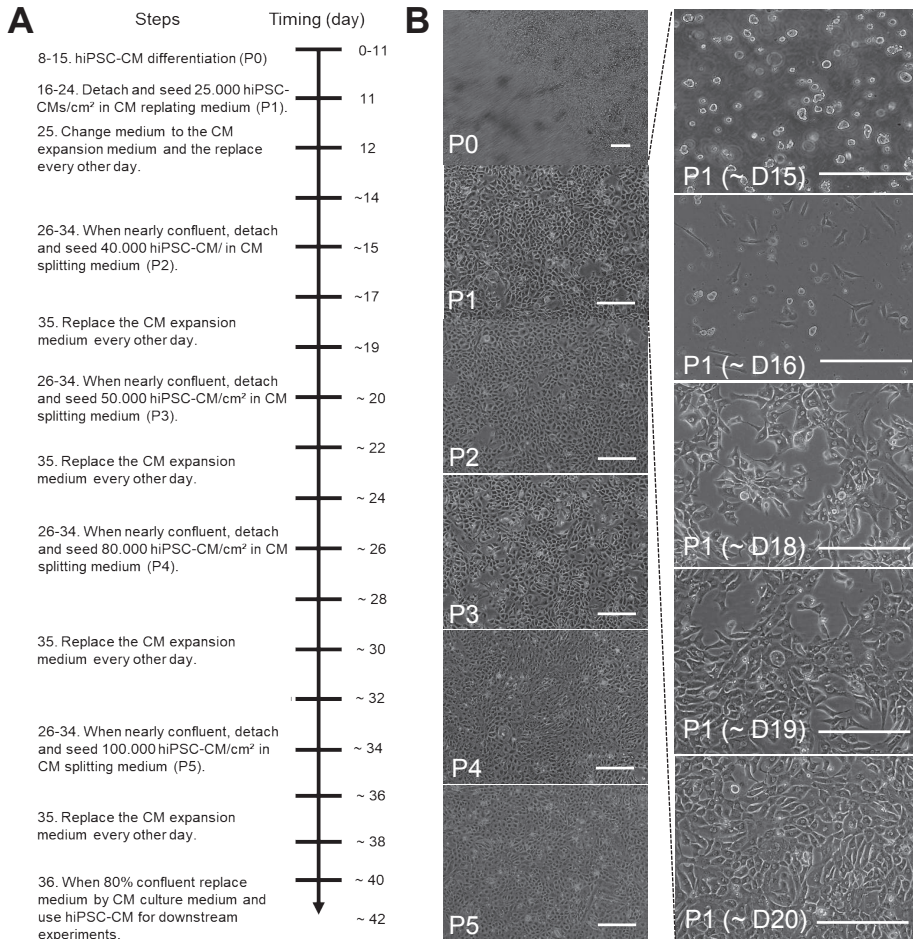 A
Steps
Timing (day)
8-15. hiPSC-CM differentiation (P0)
0-11
16-24. Detach and seed 25.000 hiPSC-
CMs/cm² in CM replating medium (P1).
11
25. Change medium to the CM
expansion medium and the replace
every other day.
12
~14
26-34. When nearly confluent, detach
and seed 40.000 hiPSC-CM/ in CM
splitting medium (P2).
~15
~17
35. Replace the CM expansion
medium every other day.
~19
26-34. When nearly confluent, detach
and seed 50.000 hiPSC-CM/cm² in CM
splitting medium (P3).
~ 20
~ 22
35. Replace the CM expansion
medium every other day.
~ 24
26-34. When nearly confluent, detach
and seed 80.000 hiPSC-CM/cm² in CM
splitting medium (P4).
~ 26
~ 28
35. Replace the CM expansion
medium every other day.
~ 30
~ 32
26-34. When nearly confluent, detach
and seed 100.000 hiPSC-CM/cm² in
CM splitting medium (P5).
~ 34
~ 36
35. Replace the CM expansion
medium every other day.
~ 38
36. When 80% confluent replace
medium by CM culture medium and
use hiPSC-CM for downstream
experiments.
~ 40
~ 42
B
P0
P1
P2
P3
P4
P5
P1 (~ D15)
P1 (~ D16)
P1 (~ D18)
P1 (~ D19)
P1 (~ D20)